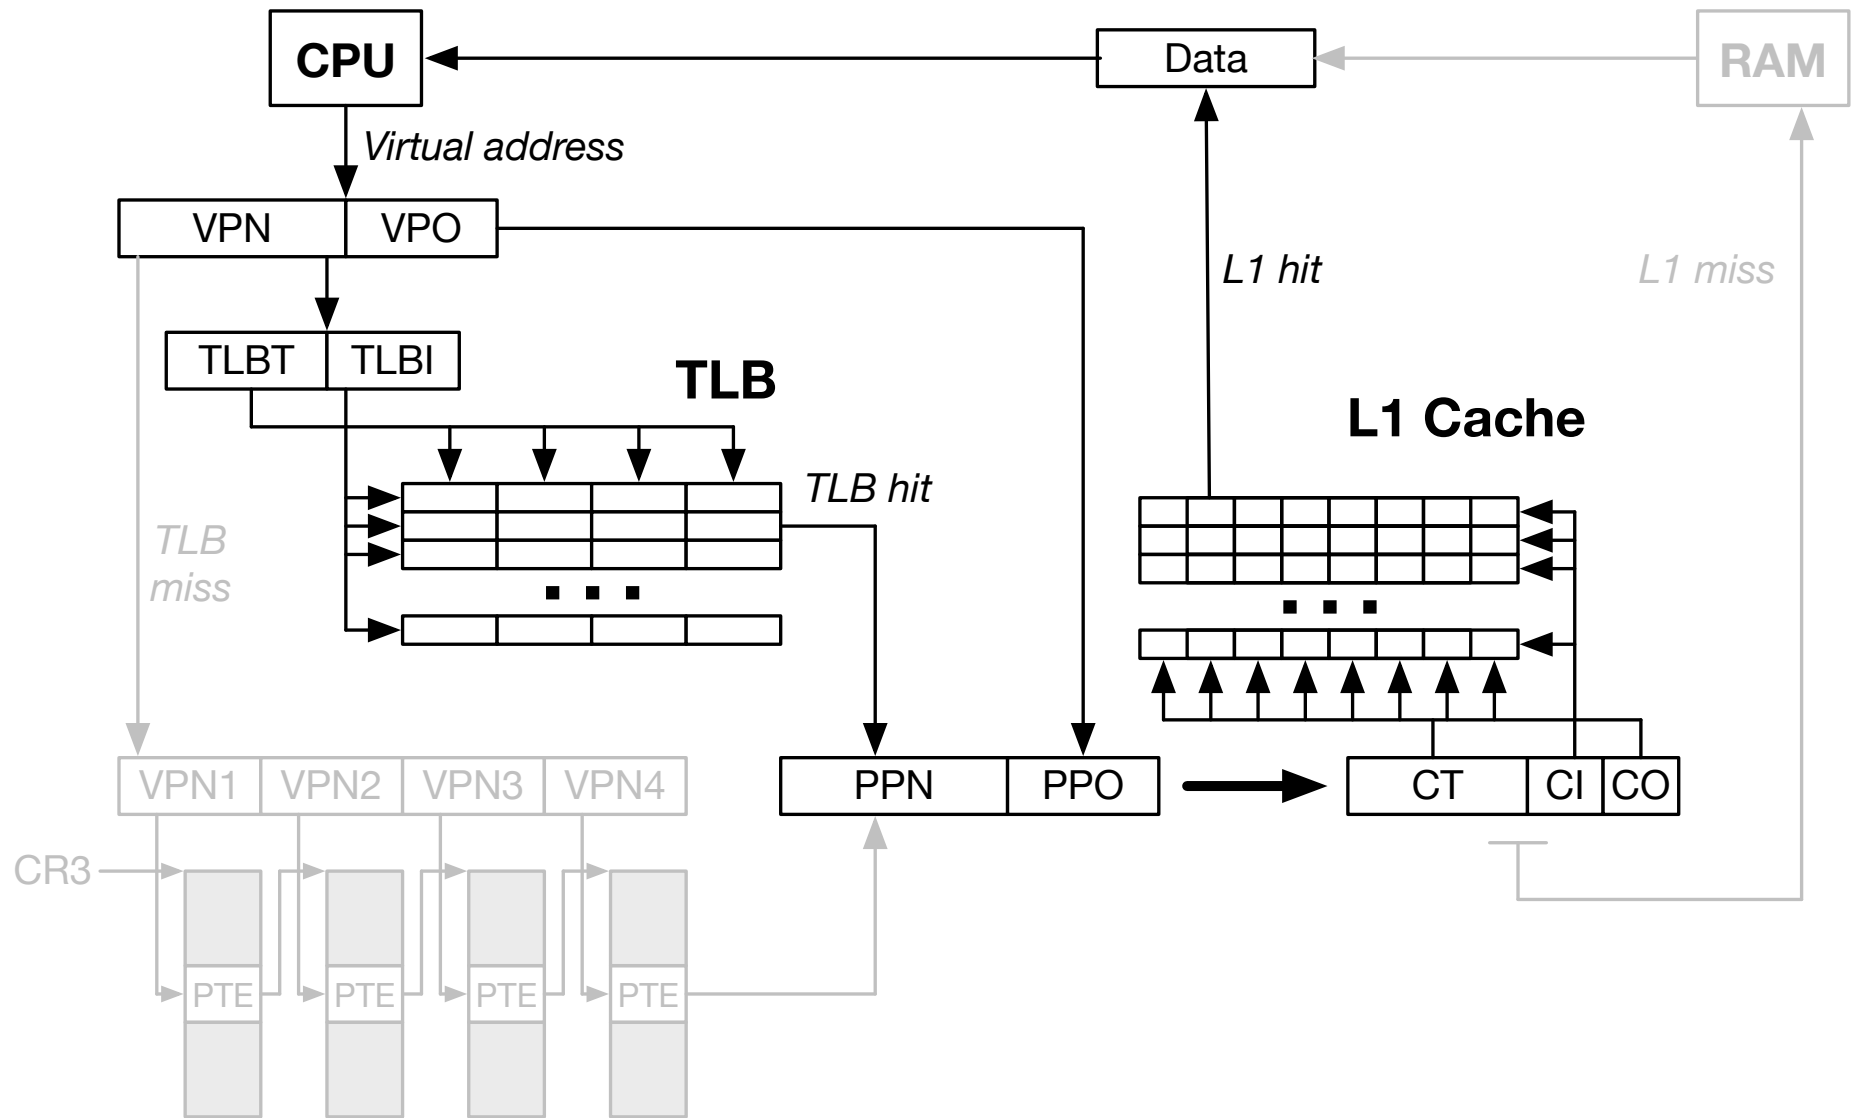 CPU
Data
RAM
Virtual address
VPN VPO
L1 hit
L1 miss
TLBT TLBI
TLB
L1 Cache
TLB hit
TLB
miss
VPN1 VPN2 VPN3 VPN4
PPN PPO
CT CI CO
CR3
PTE PTE PTE PTE